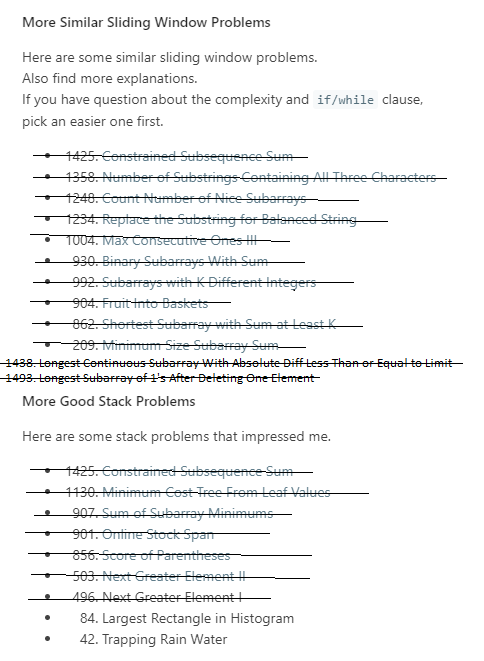 More Similar Sliding Window Problems
Here are some similar sliding window problems.
Also find more explanations.
If you have question about the complexity and if/while clause,
pick an easier one first.
• 1425. Constrained Subsequence Sum
• 1358. Number of Substrings Containing All Three Characters
• 1248. Count Number of Nice Subarrays
• 1234. Replace the Substring for Balanced String
• 1004. Max Consecutive Ones III
• 930. Binary Subarrays With Sum
• 992. Subarrays with K Different Integers
• 904. Fruit Into Baskets
• 862. Shortest Subarray with Sum at Least K
• 209. Minimum Size Subarray Sum
1438. Longest Continuous Subarray With Absolute Diff Less Than or Equal to Limit
1493. Longest Subarray of 1's After Deleting One Element
More Good Stack Problems
Here are some stack problems that impressed me.
• 1425. Constrained Subsequence Sum
• 1130. Minimum Cost Tree From Leaf Values
• 907. Sum of Subarray Minimums
• 901. Online Stock Span
• 856. Score of Parentheses
• 503. Next Greater Element II
• 496. Next Greater Element I
• 84. Largest Rectangle in Histogram
• 42. Trapping Rain Water